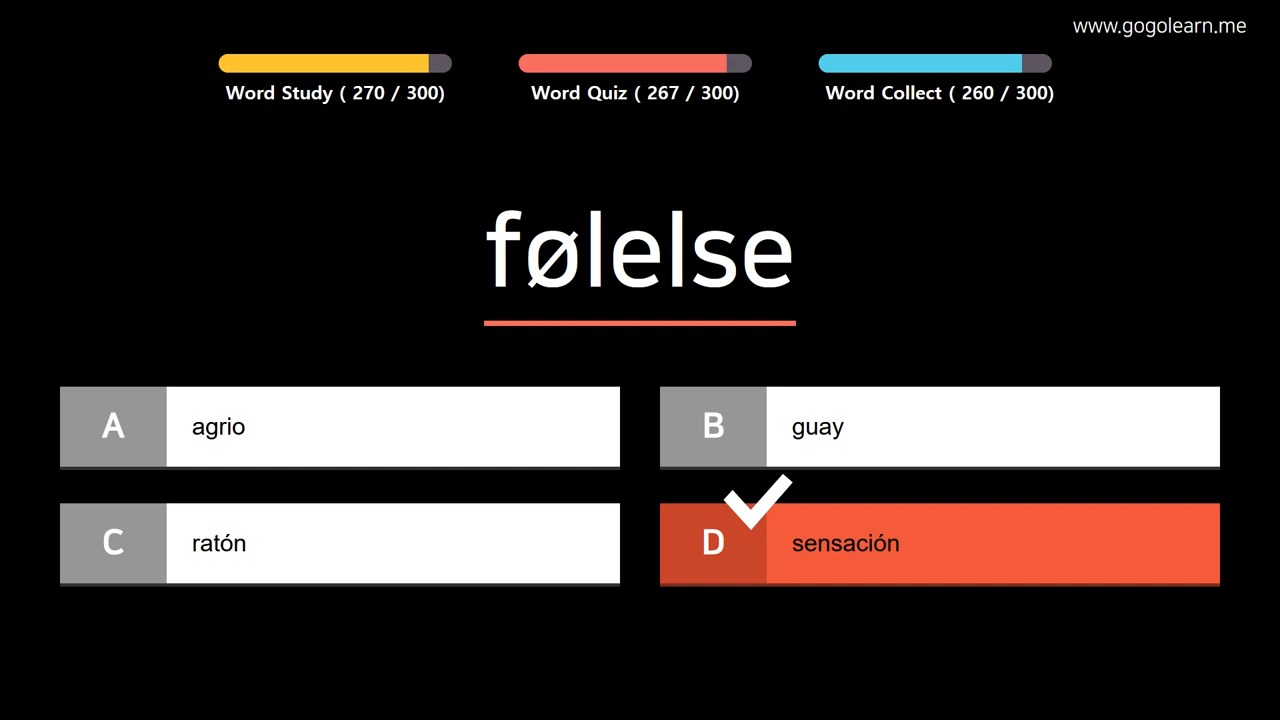 www.gogolearn.me
Word Study ( 270 / 300)
Word Quiz ( 267 / 300)
Word Collect ( 260 / 300)
følelse
A agrio
B guay
C ratón
D sensación